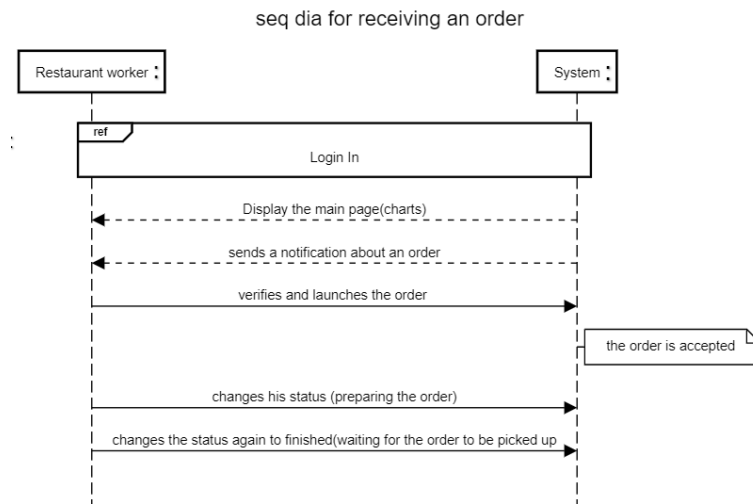 seq dia for receiving an order
Restaurant worker :
System :
:
ref
Login In
Display the main page(charts)
sends a notification about an order
verifies and launches the order
the order is accepted
changes his status (preparing the order)
changes the status again to finished(waiting for the order to be picked up